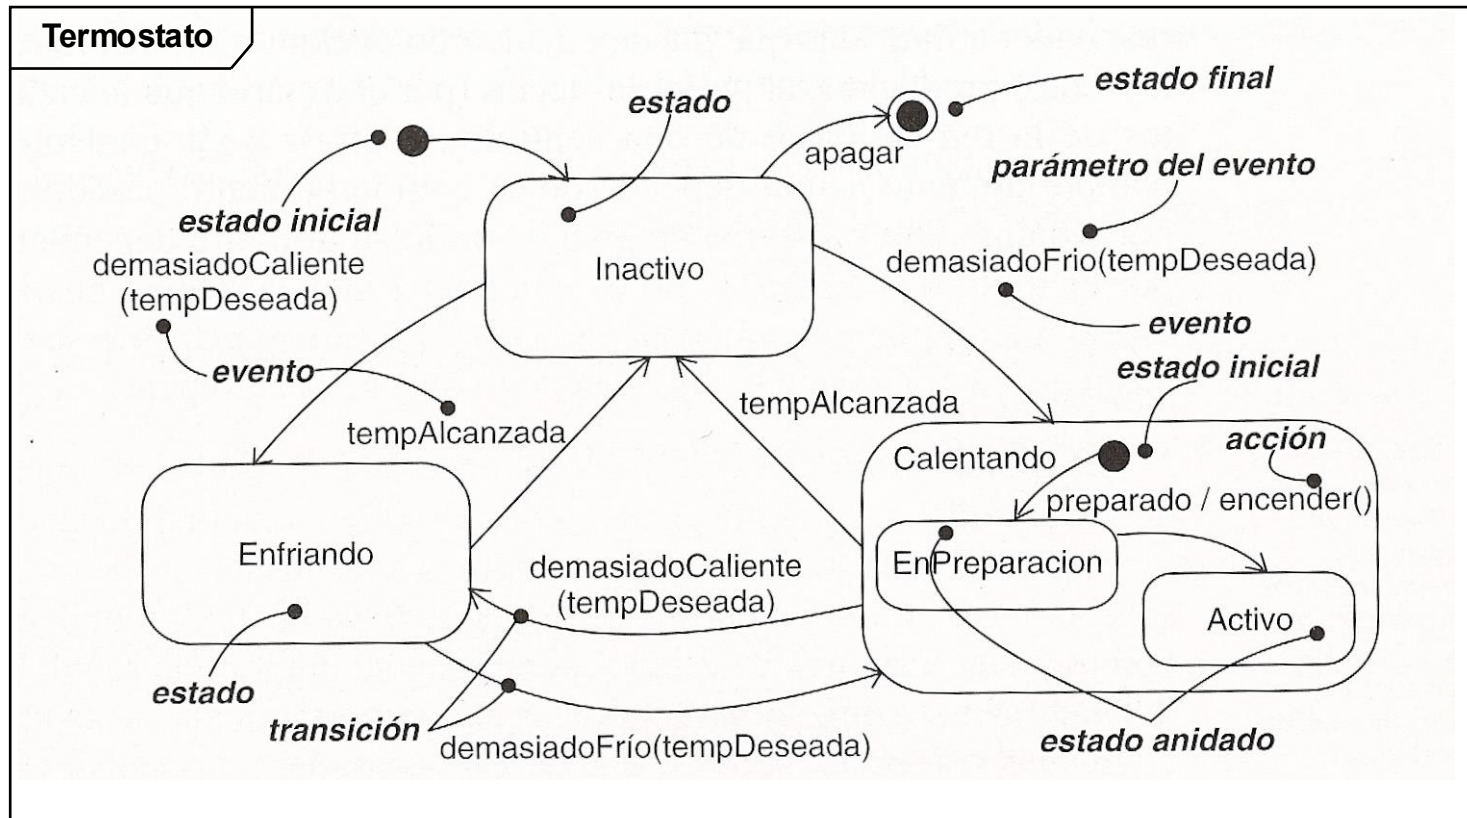 Termostato
estado final
estado
apagar
parámetro del evento
estado inicial
demasiadoCaliente
(tempDeseada)
Inactivo
demasiadoFrio(tempDeseada)
evento
evento
estado inicial
tempAlcanzada
tempAlcanzada
acción
Calentando
preparado / encender()
Enfriando
demasiadoCaliente
(tempDeseada)
EnPreparacion
Activo
estado
transición
demasiadoFrío(tempDeseada)
estado anidado